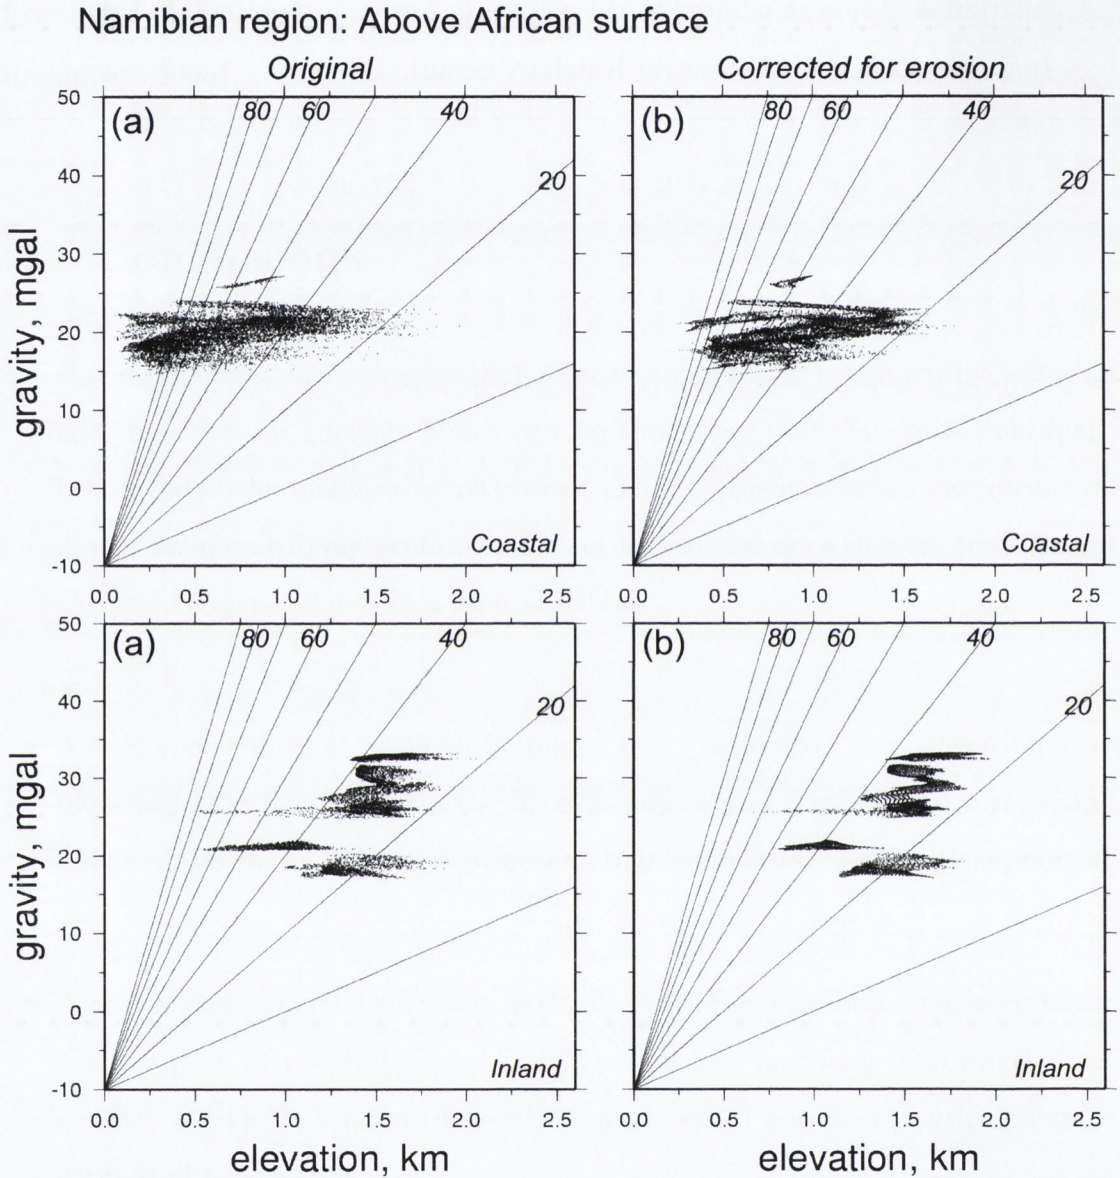 Namibian region: Above African surface
Original
Corrected for erosion
(a) 80 60 40
20
(b) 80 60 40
20
50
40
30
20
10
0
-10
gravity, mgal
Coastal
Coastal
0.0 0.5 1.0 1.5 2.0 2.5
0.0 0.5 1.0 1.5 2.0 2.5
(a) 80 60 40
20
(b) 80 60 40
20
50
40
30
20
10
0
-10
gravity, mgal
Inland
Inland
0.0 0.5 1.0 1.5 2.0 2.5
0.0 0.5 1.0 1.5 2.0 2.5
elevation, km
elevation, km